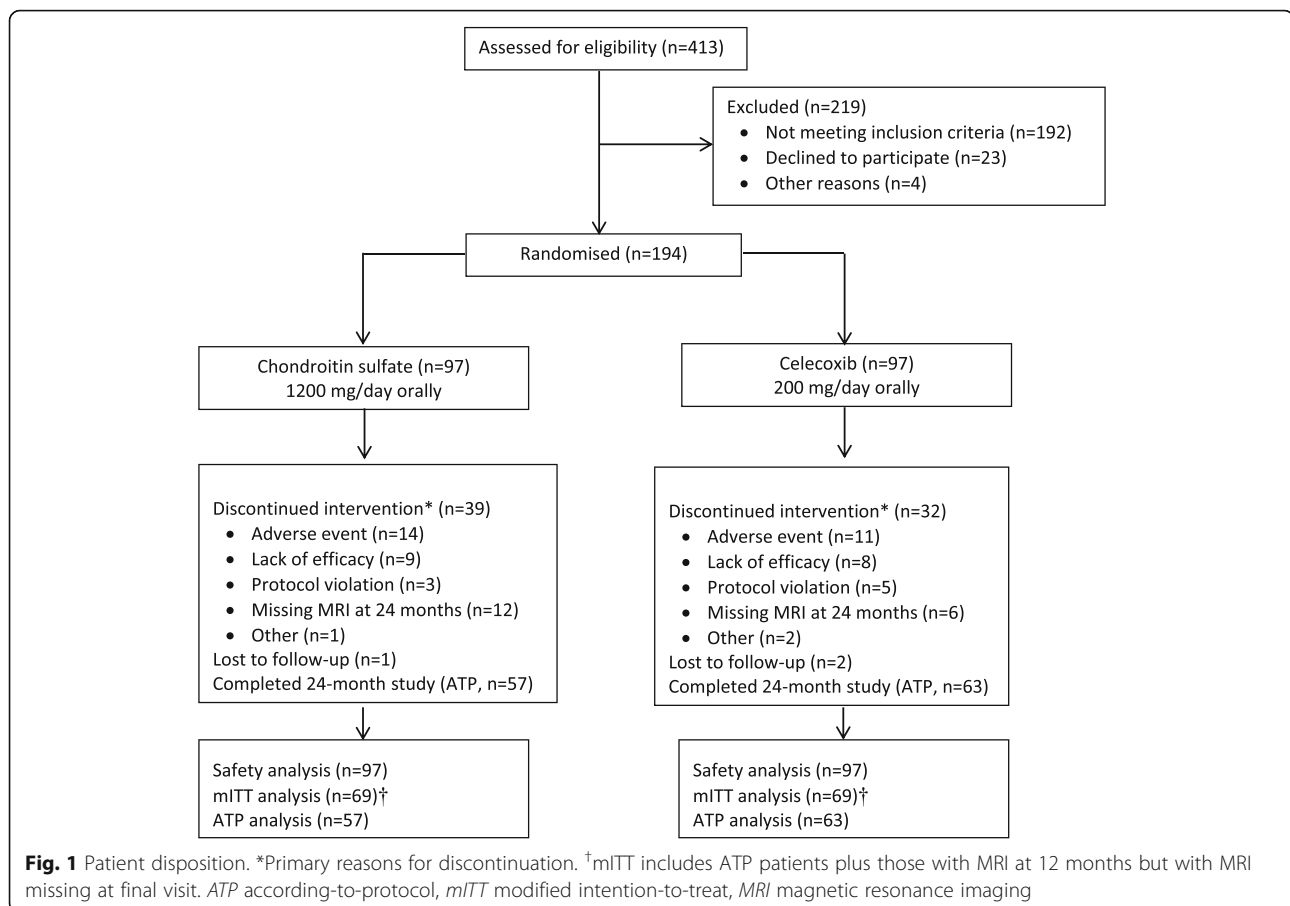 Assessed for eligibility (n=413)
Excluded (n=219)
• Not meeting inclusion criteria (n=192)
• Declined to participate (n=23)
• Other reasons (n=4)
Randomised (n=194)
Chondroitin sulfate (n=97)
1200 mg/day orally
Celecoxib (n=97)
200 mg/day orally
Discontinued intervention* (n=39)
• Adverse event (n=14)
• Lack of efficacy (n=9)
• Protocol violation (n=3)
• Missing MRI at 24 months (n=12)
• Other (n=1)
Lost to follow-up (n=1)
Completed 24-month study (ATP, n=57)
Discontinued intervention* (n=32)
• Adverse event (n=11)
• Lack of efficacy (n=8)
• Protocol violation (n=5)
• Missing MRI at 24 months (n=6)
• Other (n=2)
Lost to follow-up (n=2)
Completed 24-month study (ATP, n=63)
Safety analysis (n=97)
mITT analysis (n=69)†
ATP analysis (n=57)
Safety analysis (n=97)
mITT analysis (n=69)†
ATP analysis (n=63)
Fig. 1 Patient disposition. *Primary reasons for discontinuation. †mITT includes ATP patients plus those with MRI at 12 months but with MRI
missing at final visit. ATP according-to-protocol, mITT modified intention-to-treat, MRI magnetic resonance imaging